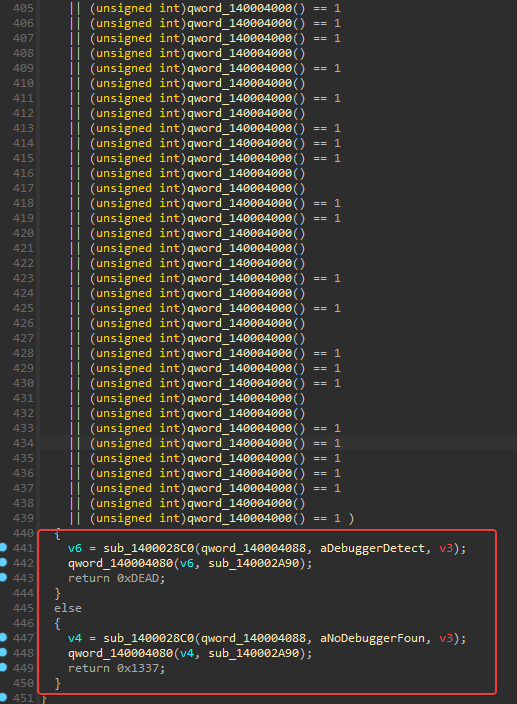 405 || (unsigned int)qword_140004000() == 1
406 || (unsigned int)qword_140004000() == 1
407 || (unsigned int)qword_140004000() == 1
408 || (unsigned int)qword_140004000()
409 || (unsigned int)qword_140004000() == 1
410 || (unsigned int)qword_140004000()
411 || (unsigned int)qword_140004000() == 1
412 || (unsigned int)qword_140004000()
413 || (unsigned int)qword_140004000() == 1
414 || (unsigned int)qword_140004000() == 1
415 || (unsigned int)qword_140004000() == 1
416 || (unsigned int)qword_140004000()
417 || (unsigned int)qword_140004000()
418 || (unsigned int)qword_140004000() == 1
419 || (unsigned int)qword_140004000() == 1
420 || (unsigned int)qword_140004000()
421 || (unsigned int)qword_140004000()
422 || (unsigned int)qword_140004000()
423 || (unsigned int)qword_140004000() == 1
424 || (unsigned int)qword_140004000()
425 || (unsigned int)qword_140004000() == 1
426 || (unsigned int)qword_140004000()
427 || (unsigned int)qword_140004000()
428 || (unsigned int)qword_140004000() == 1
429 || (unsigned int)qword_140004000() == 1
430 || (unsigned int)qword_140004000() == 1
431 || (unsigned int)qword_140004000()
432 || (unsigned int)qword_140004000()
433 || (unsigned int)qword_140004000() == 1
434 || (unsigned int)qword_140004000() == 1
435 || (unsigned int)qword_140004000() == 1
436 || (unsigned int)qword_140004000() == 1
437 || (unsigned int)qword_140004000() == 1
438 || (unsigned int)qword_140004000()
439 || (unsigned int)qword_140004000() == 1 )
440 {
441 v6 = sub_1400028C0(qword_140004088, aDebuggerDetect, v3);
442 qword_140004080(v6, sub_140002A90);
443 return 0xDEAD;
444 }
445 else
446 {
447 v4 = sub_1400028C0(qword_140004088, aNoDebuggerFoun, v3);
448 qword_140004080(v4, sub_140002A90);
449 return 0x1337;
450 }
451 }